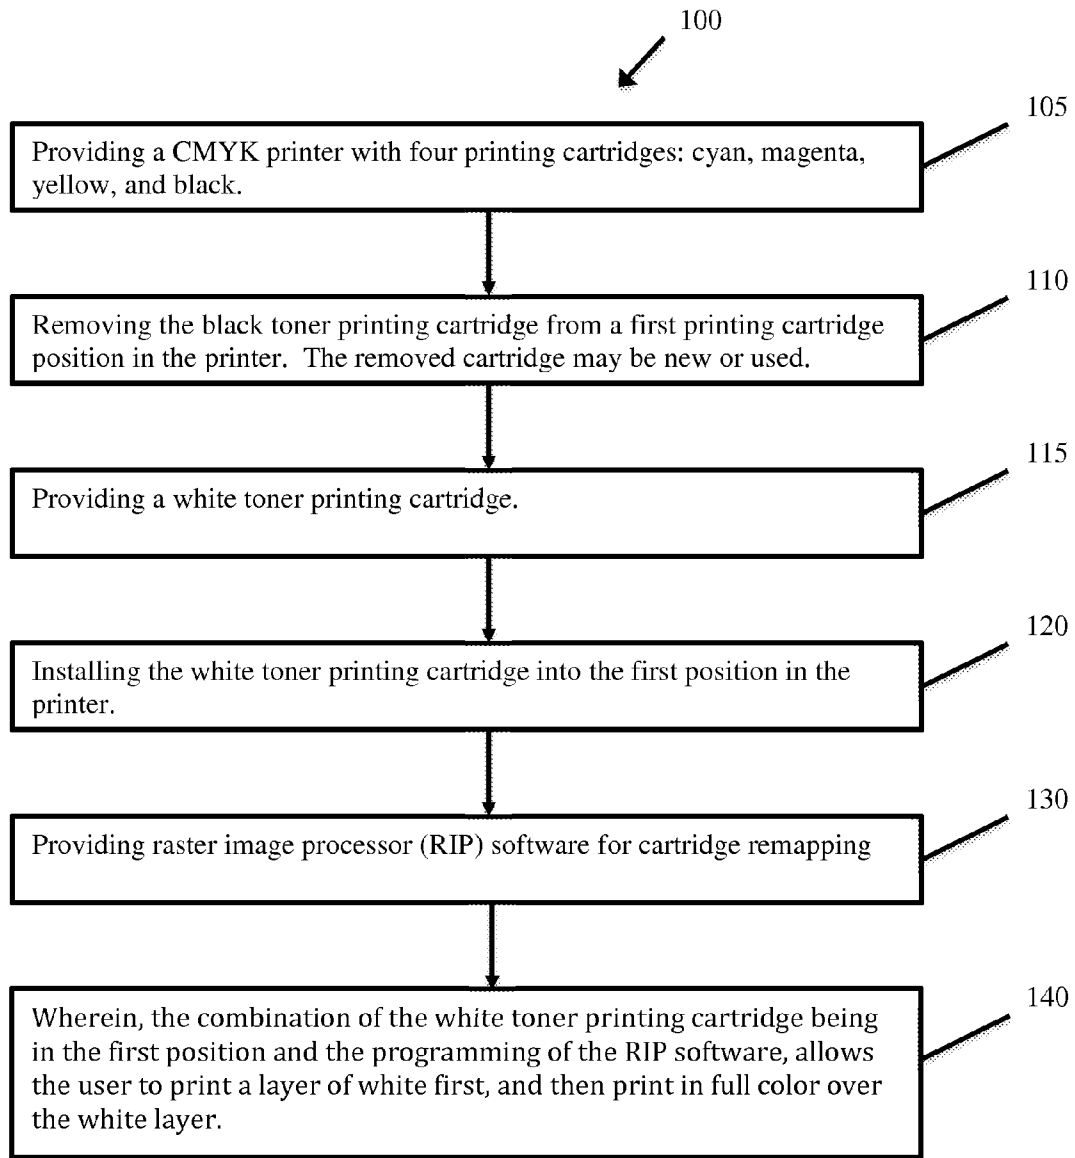 100
105
Providing a CMYK printer with four printing cartridges: cyan, magenta,
yellow, and black.
110
Removing the black toner printing cartridge from a first printing cartridge
position in the printer.  The removed cartridge may be new or used.
115
Providing a white toner printing cartridge.
120
Installing the white toner printing cartridge into the first position in the
printer.
130
Providing raster image processor (RIP) software for cartridge remapping
140
Wherein, the combination of the white toner printing cartridge being
in the first position and the programming of the RIP software, allows
the user to print a layer of white first, and then print in full color over
the white layer.